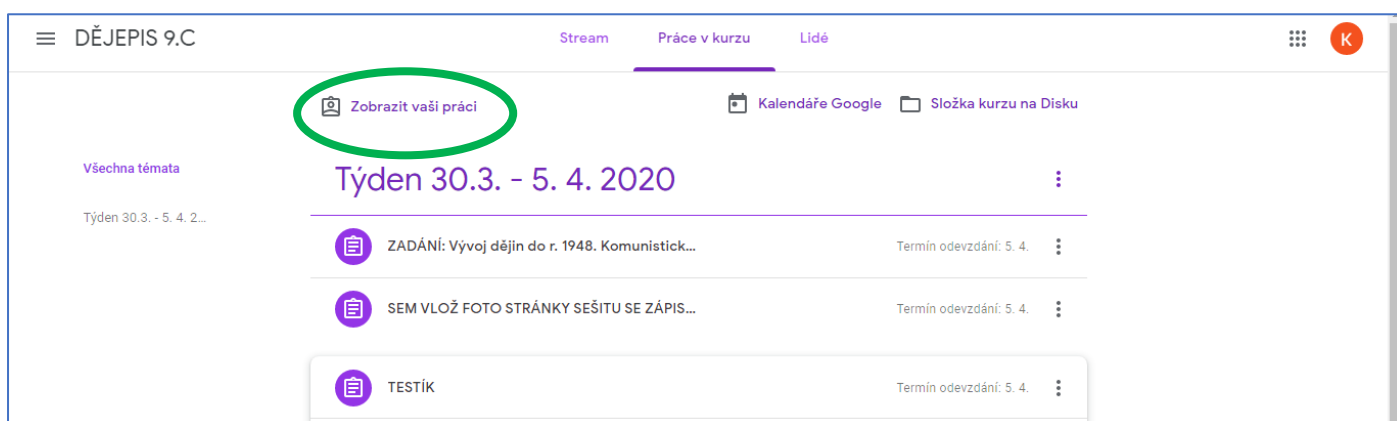 DĚJEPIS 9.C
Stream Práce v kurzu Lidé
K
Zobrazit vaši práci
Kalendáře Google Složka kurzu na Disku
Všechna témata
Týden 30.3. - 5. 4. 2...
Týden 30.3. - 5. 4. 2020
ZADÁNÍ: Vývoj dějin do r. 1948. Komunistick... Termín odevzdání: 5. 4.
SEM VLOŽ FOTO STRÁNKY SEŠITU SE ZÁPIS... Termín odevzdání: 5. 4.
TESTÍK Termín odevzdání: 5. 4.